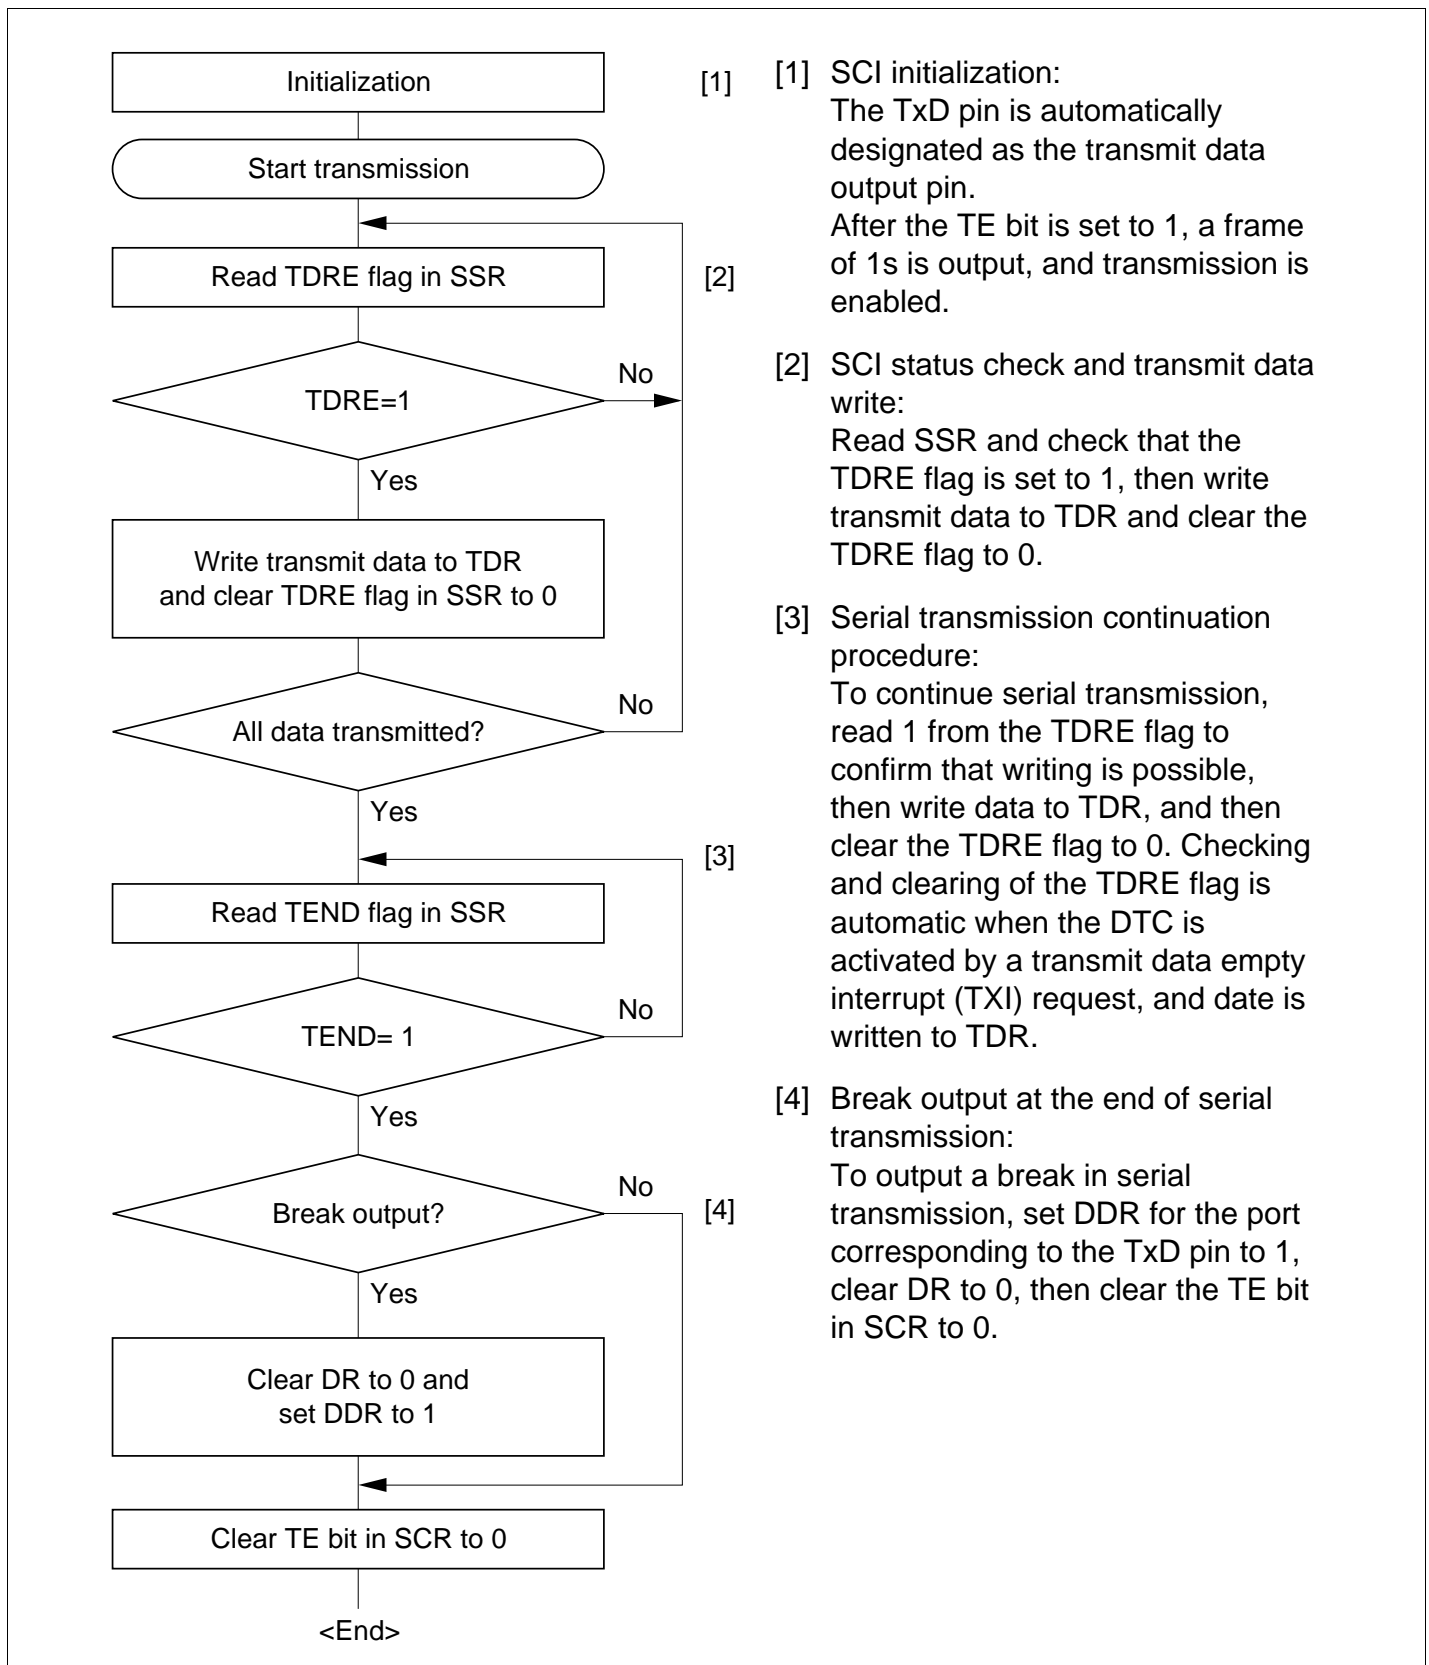 Initialization
[1]
Start transmission
Read TDRE flag in SSR
[2]
TDRE=1
No
Yes
Write transmit data to TDR
and clear TDRE flag in SSR to 0
All data transmitted?
No
Yes
[3]
Read TEND flag in SSR
TEND= 1
No
Yes
Break output?
No
[4]
Yes
Clear DR to 0 and
set DDR to 1
Clear TE bit in SCR to 0
<End>
[1] SCI initialization:
The TxD pin is automatically
designated as the transmit data
output pin.
After the TE bit is set to 1, a frame
of 1s is output, and transmission is
enabled.
[2] SCI status check and transmit data
write:
Read SSR and check that the
TDRE flag is set to 1, then write
transmit data to TDR and clear the
TDRE flag to 0.
[3] Serial transmission continuation
procedure:
To continue serial transmission,
read 1 from the TDRE flag to
confirm that writing is possible,
then write data to TDR, and then
clear the TDRE flag to 0. Checking
and clearing of the TDRE flag is
automatic when the DTC is
activated by a transmit data empty
interrupt (TXI) request, and date is
written to TDR.
[4] Break output at the end of serial
transmission:
To output a break in serial
transmission, set DDR for the port
corresponding to the TxD pin to 1,
clear DR to 0, then clear the TE bit
in SCR to 0.